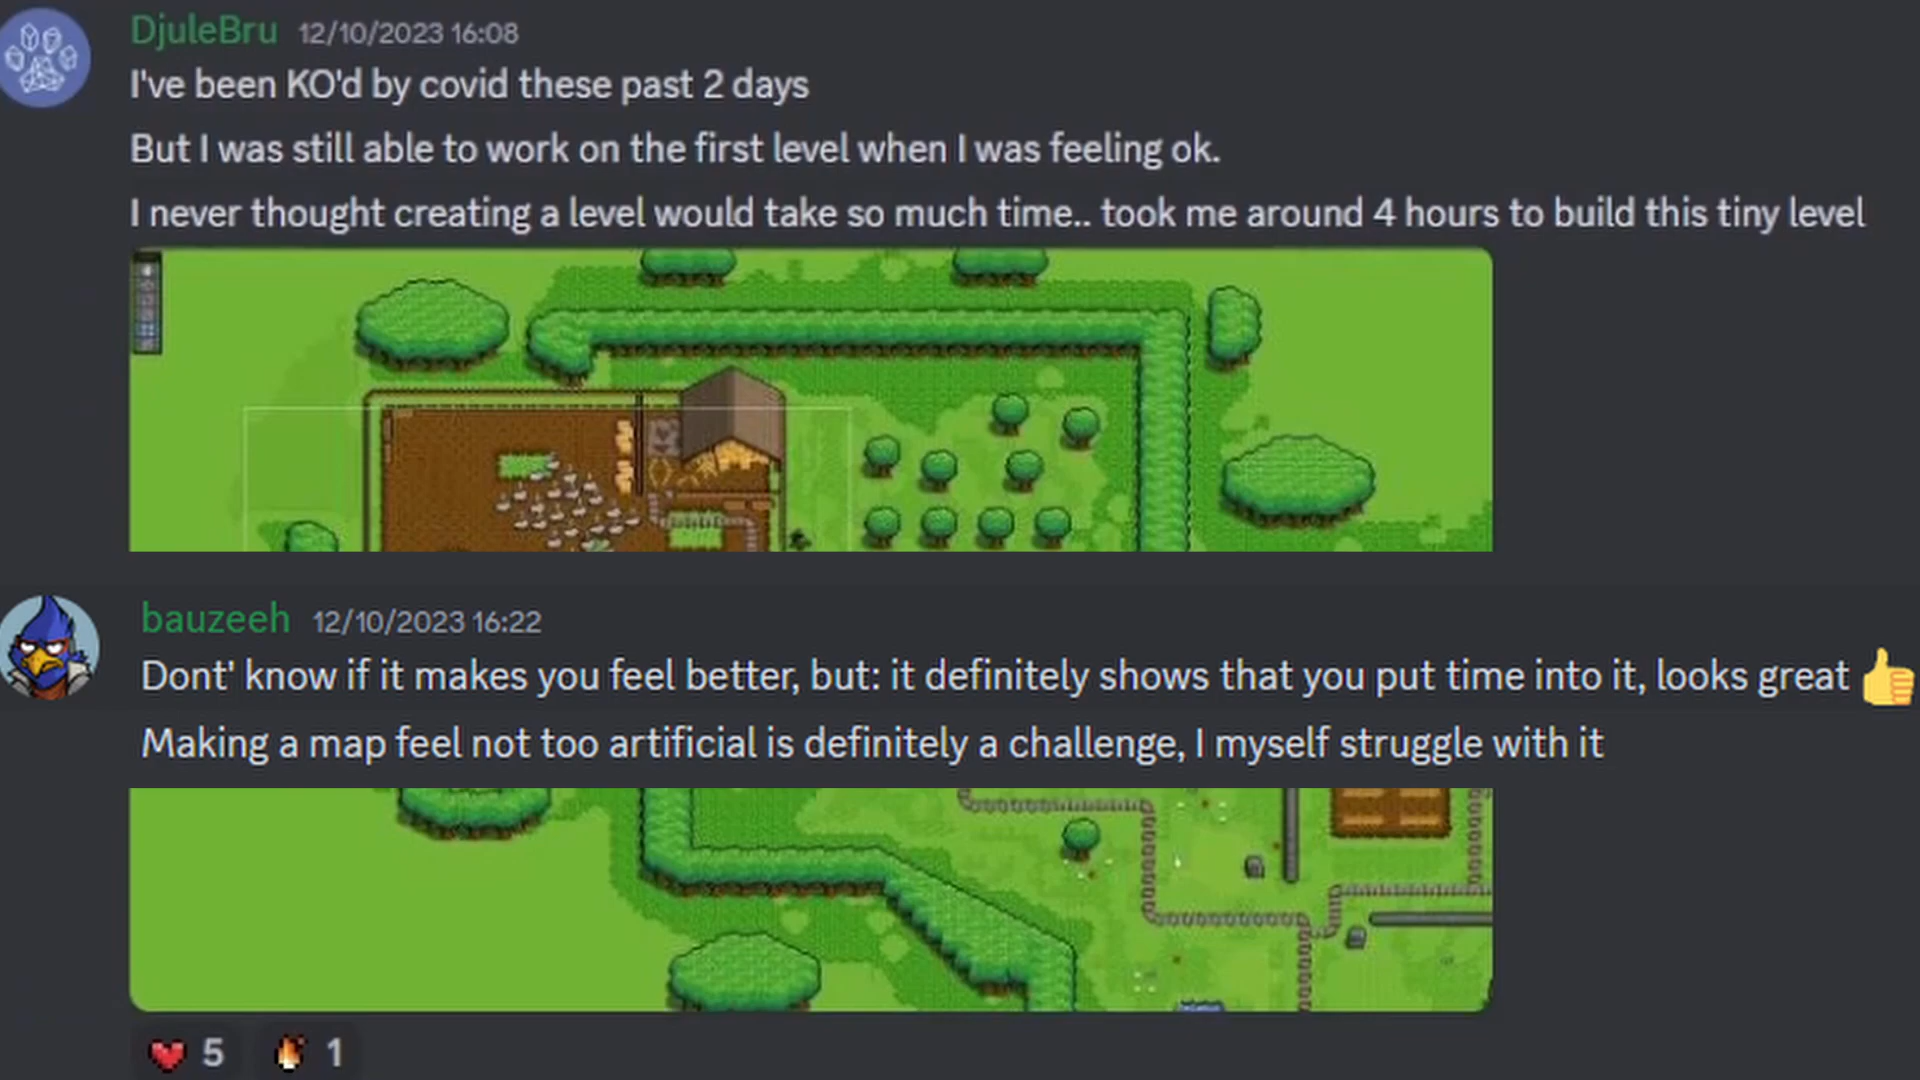 DjuleBru 12/10/2023 16:08
I've been KO'd by covid these past 2 days
But I was still able to work on the first level when I was feeling ok.
I never thought creating a level would take so much time.. took me around 4 hours to build this tiny level
bauzeeh 12/10/2023 16:22
Dont' know if it makes you feel better, but: it definitely shows that you put time into it, looks great 👍
Making a map feel not too artificial is definitely a challenge, I myself struggle with it
5 1